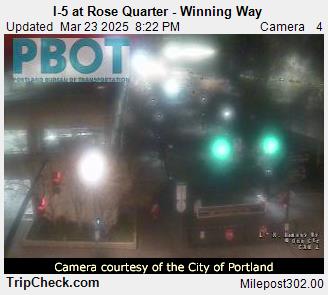 I-5 at Rose Quarter - Winning Way
Updated Mar 23 2025 8:22 PM Camera 4
PBOT
PORTLAND BUREAU OF TRANSPORTATION
Camera courtesy of the City of Portland
TripCheck.com Milepost302.00